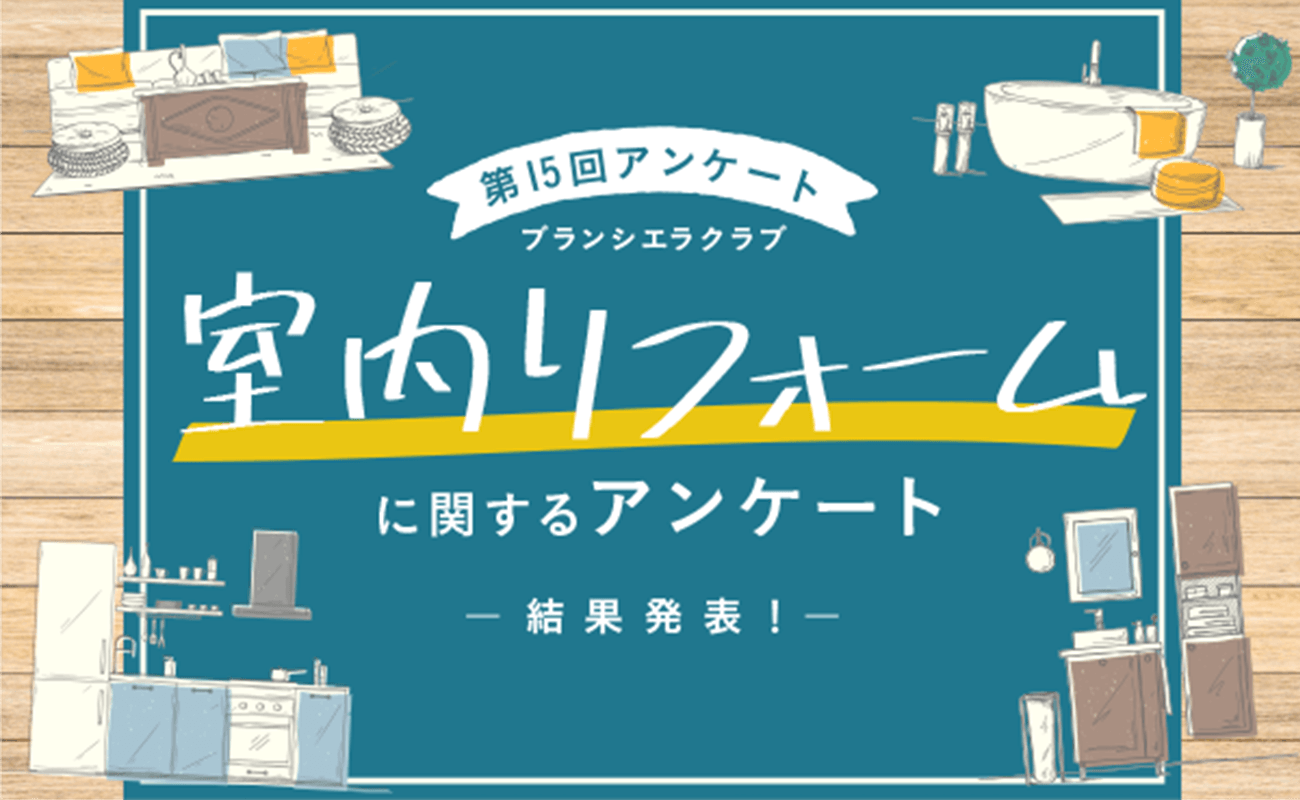 第15回アンケート
ブランシエラクラブ
室内リフォーム
に関するアンケート
― 結果発表！―